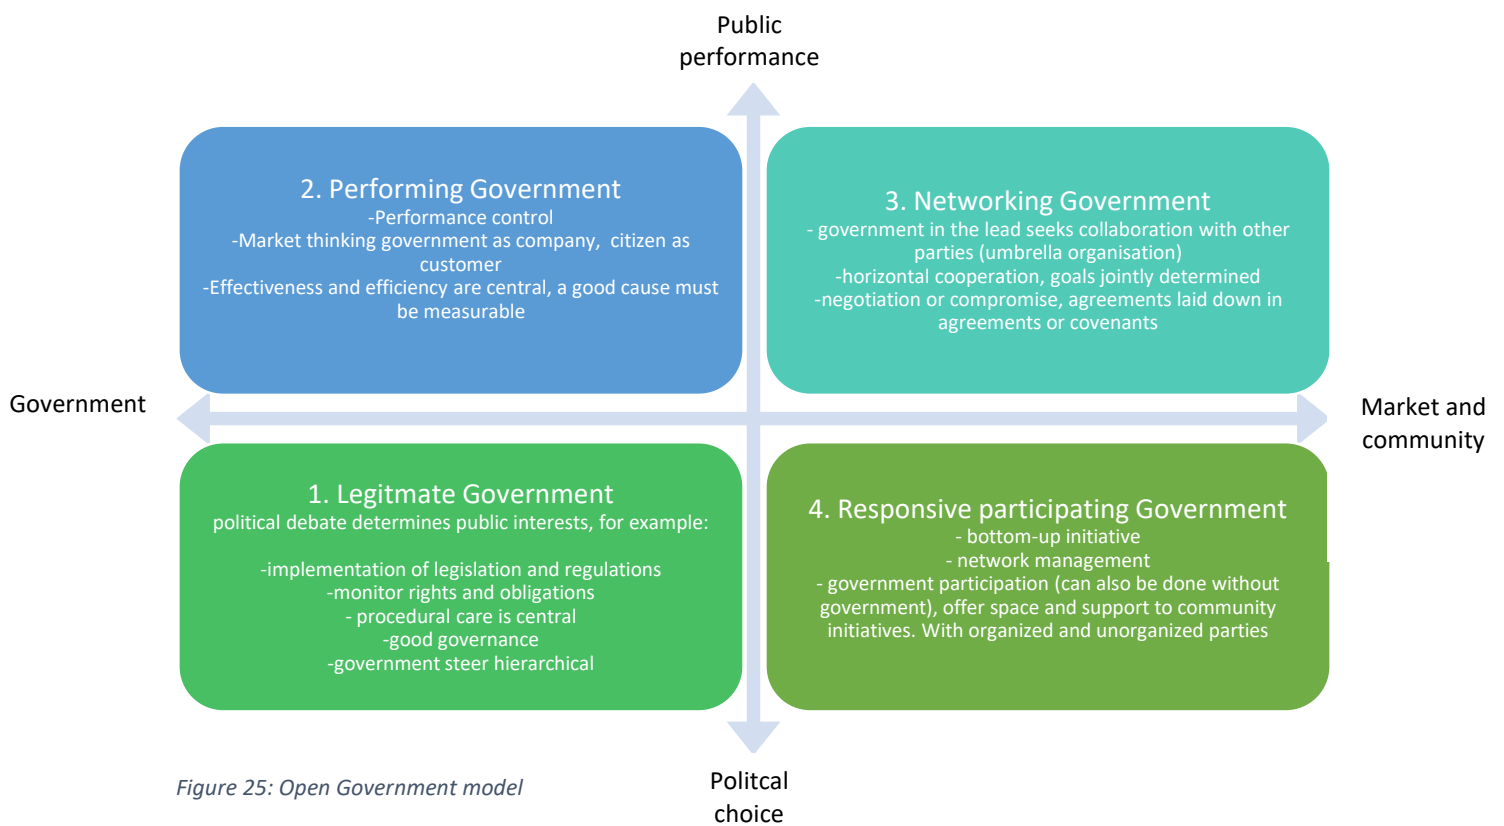 Public
performance
2. Performing Government
-Performance control
-Market thinking government as company, citizen as
customer
-Effectiveness and efficiency are central, a good cause must
be measurable
3. Networking Government
- government in the lead seeks collaboration with other
parties (umbrella organisation)
-horizontal cooperation, goals jointly determined
-negotiation or compromise, agreements laid down in
agreements or covenants
Government
Market and
community
1. Legitmate Government
political debate determines public interests, for example:
-implementation of legislation and regulations
-monitor rights and obligations
- procedural care is central
-good governance
-government steer hierarchical
4. Responsive participating Government
- bottom-up initiative
- network management
- government participation (can also be done without
government), offer space and support to community
initiatives. With organized and unorganized parties
Politcal
choice
Figure 25: Open Government model